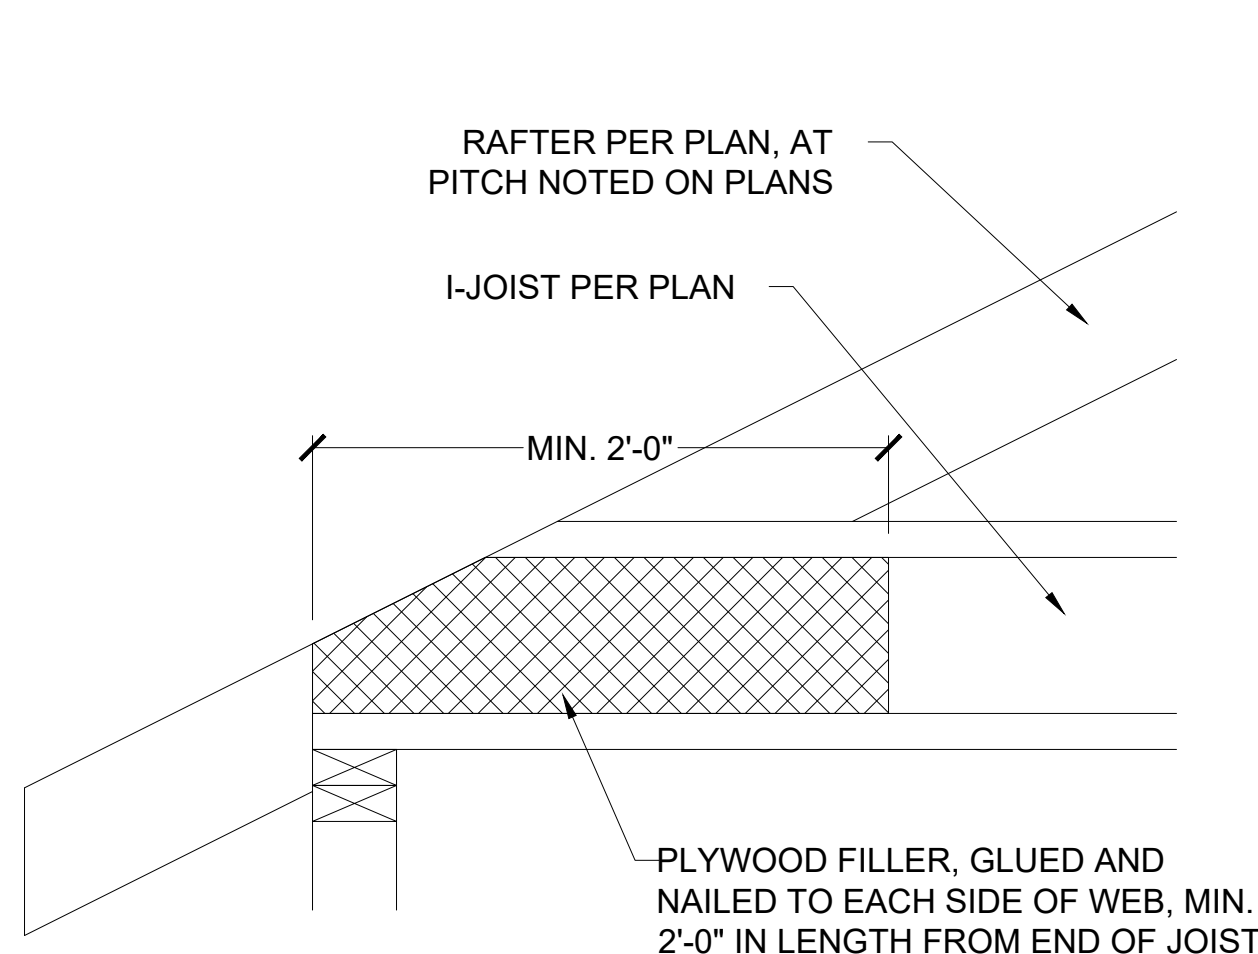 RAFTER PER PLAN, AT
PITCH NOTED ON PLANS
I-JOIST PER PLAN
MIN. 2'-0"
PLYWOOD FILLER, GLUED AND
NAILED TO EACH SIDE OF WEB, MIN.
2'-0" IN LENGTH FROM END OF JOIST